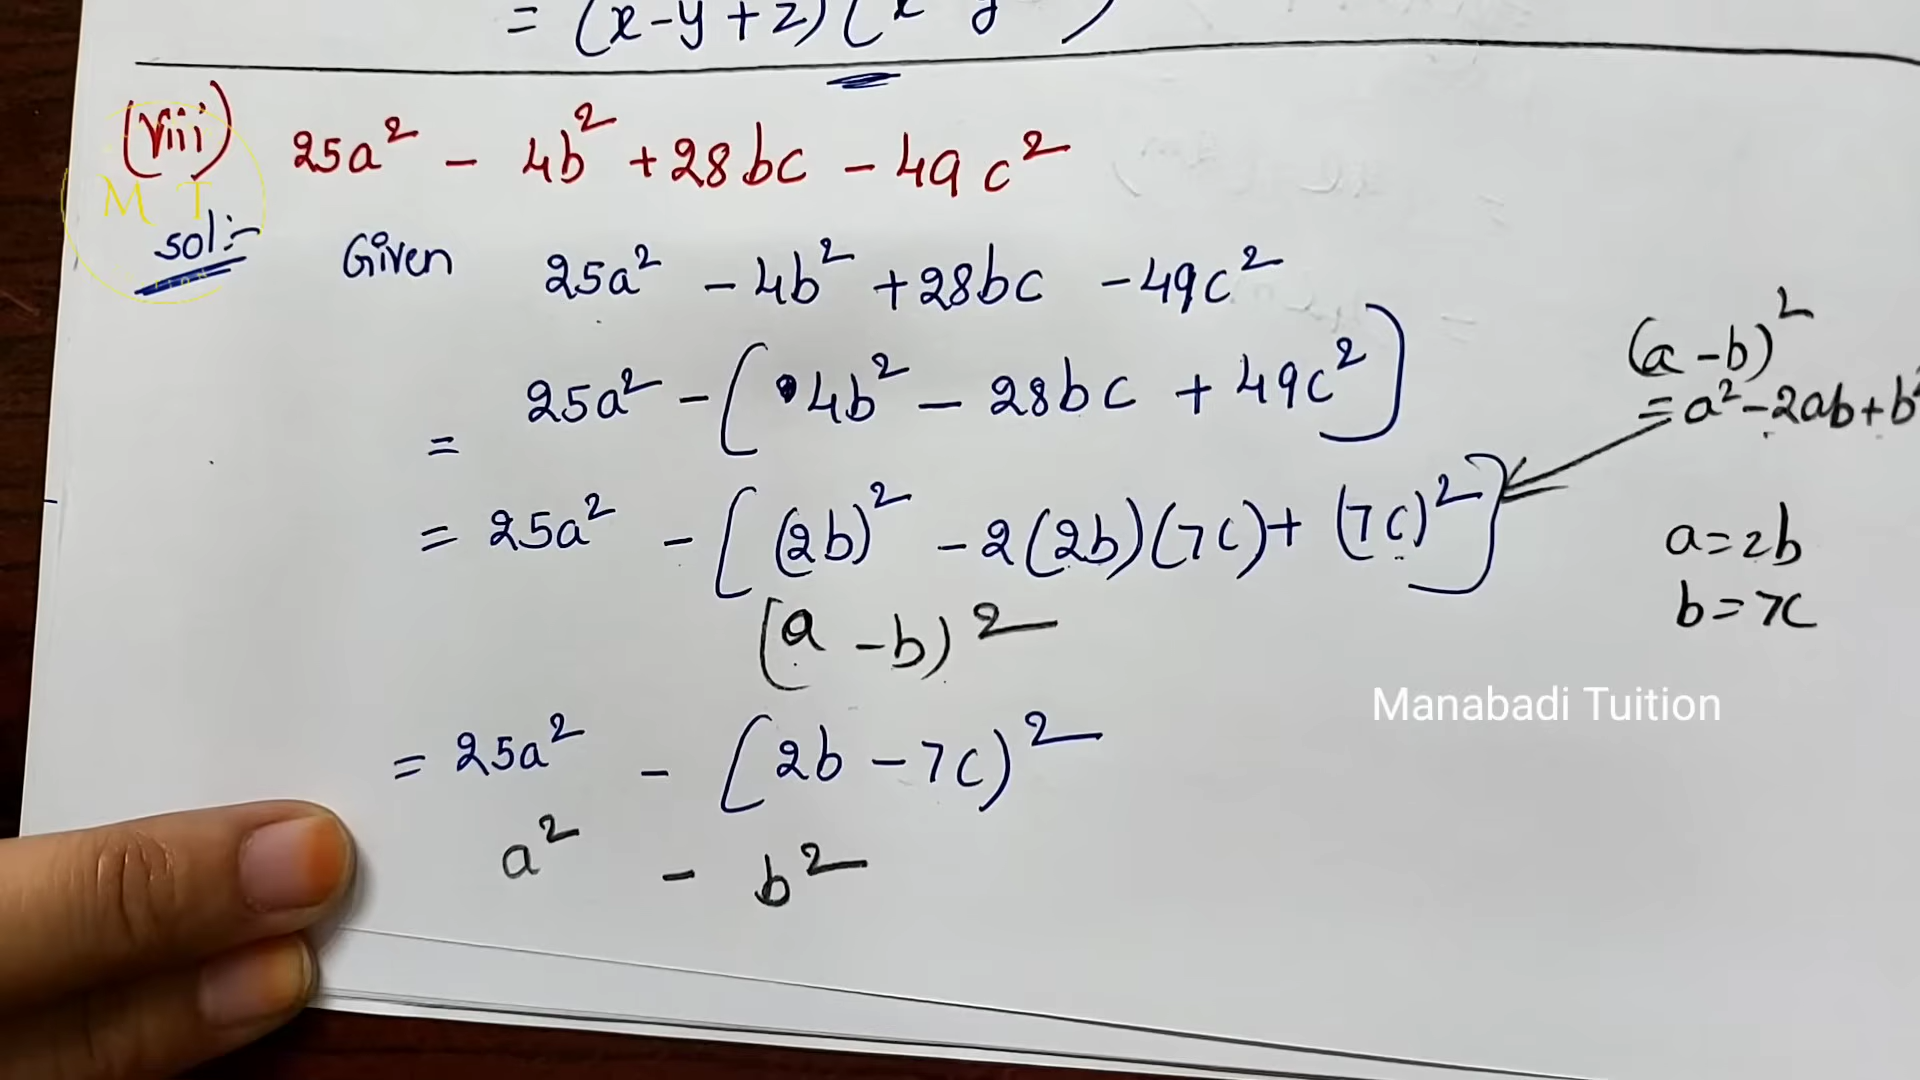 = (x-y+z)(x
(viii) 25a² - 4b² + 28bc - 49c²
M T
Sol:- Given 25a² - 4b² + 28bc - 49c²
= 25a² - [4b² - 28bc + 49c²]
(a-b)²
= a² - 2ab + b²
= 25a² - [(2b)² - 2(2b)(7c) + (7c)²]
a = 2b
b = 7c
(a - b)²
Manabadi Tuition
= 25a² - (2b - 7c)²
a² - b²